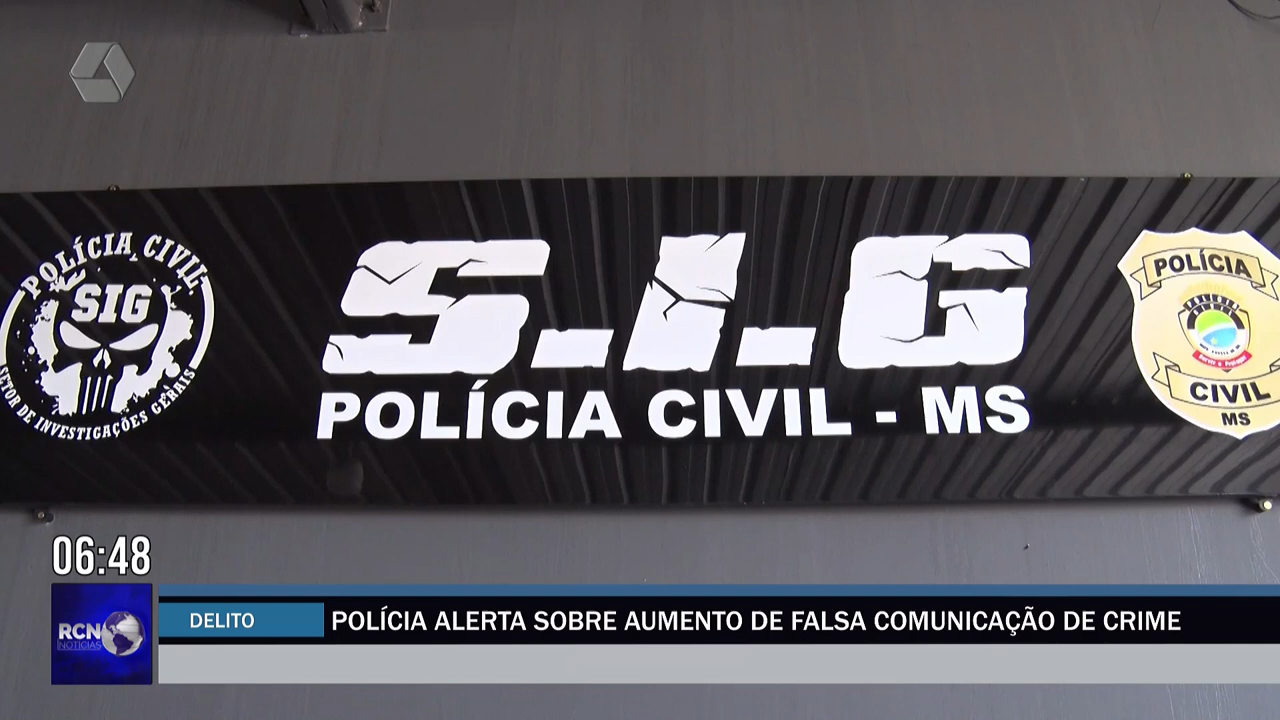 POLÍCIA CIVIL
SIG
SETOR DE INVESTIGAÇÕES GERAIS
S.I.G
POLÍCIA CIVIL - MS
POLÍCIA
CIVIL
MS
06:48
RCN
NOTÍCIAS
DELITO
POLÍCIA ALERTA SOBRE AUMENTO DE FALSA COMUNICAÇÃO DE CRIME